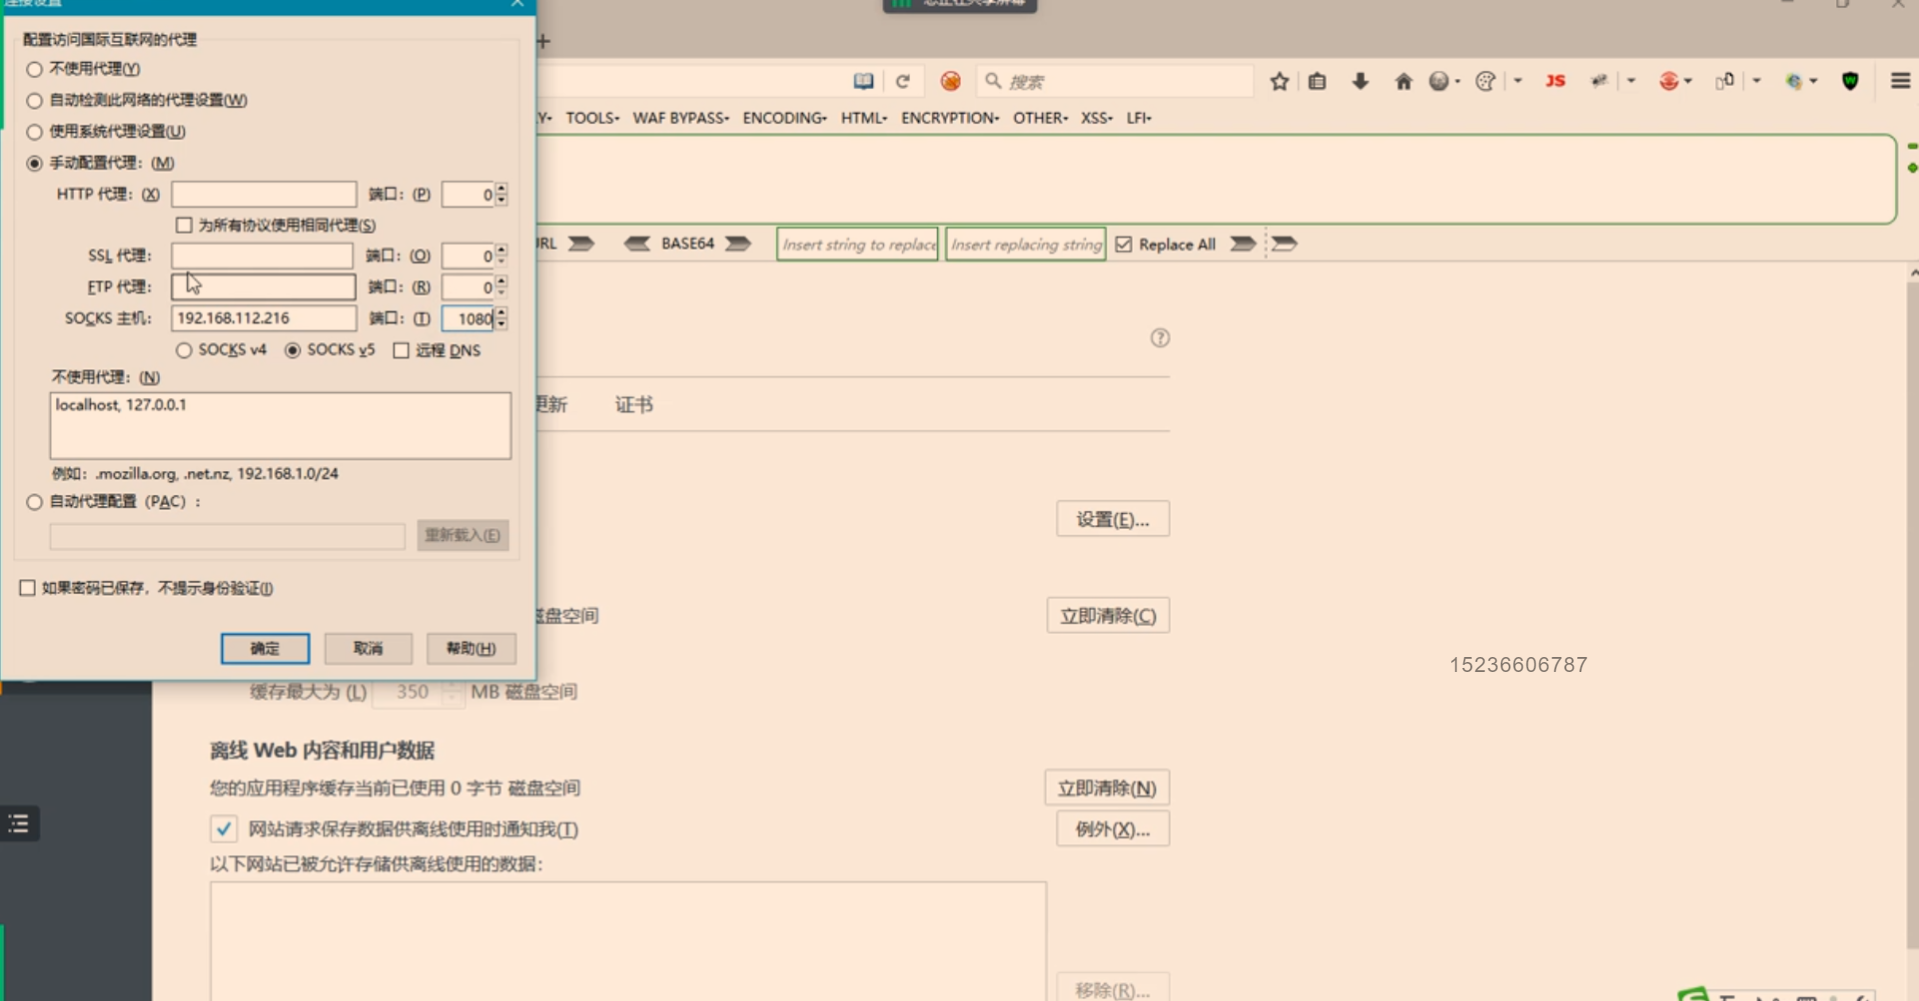 连接设置
您正在共享屏幕
配置访问国际互联网的代理
不使用代理(Y)
自动检测此网络的代理设置(W)
使用系统代理设置(U)
手动配置代理: (M)
HTTP 代理: (X) 端口: (P) 0
为所有协议使用相同代理(S)
SSL 代理: 端口: (O) 0
FTP 代理: 端口: (R) 0
SOCKS 主机: 192.168.112.216 端口: (T) 1080
SOCKS v4 SOCKS v5 远程 DNS
不使用代理: (N)
localhost, 127.0.0.1
例如: .mozilla.org, .net.nz, 192.168.1.0/24
自动代理配置 (PAC) :
重新载入(E)
如果密码已保存，不提示身份验证(I)
确定 取消 帮助(H)
搜索
JS
Y- TOOLS- WAF BYPASS- ENCODING- HTML- ENCRYPTION- OTHER- XSS- LFI-
URL BASE64 Insert string to replace Insert replacing string Replace All
更新 证书
设置(E)...
磁盘空间 立即清除(C)
15236606787
缓存最大为 (L) 350 MB 磁盘空间
离线 Web 内容和用户数据
您的应用程序缓存当前已使用 0 字节 磁盘空间 立即清除(N)
网站请求保存数据供离线使用时通知我(T) 例外(X)...
以下网站已被允许存储供离线使用的数据:
移除(R)...